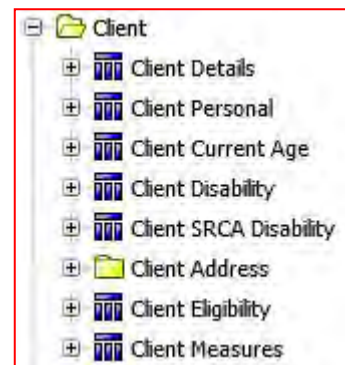 Client
Client Details
Client Personal
Client Current Age
Client Disability
Client SRCA Disability
Client Address
Client Eligibility
Client Measures